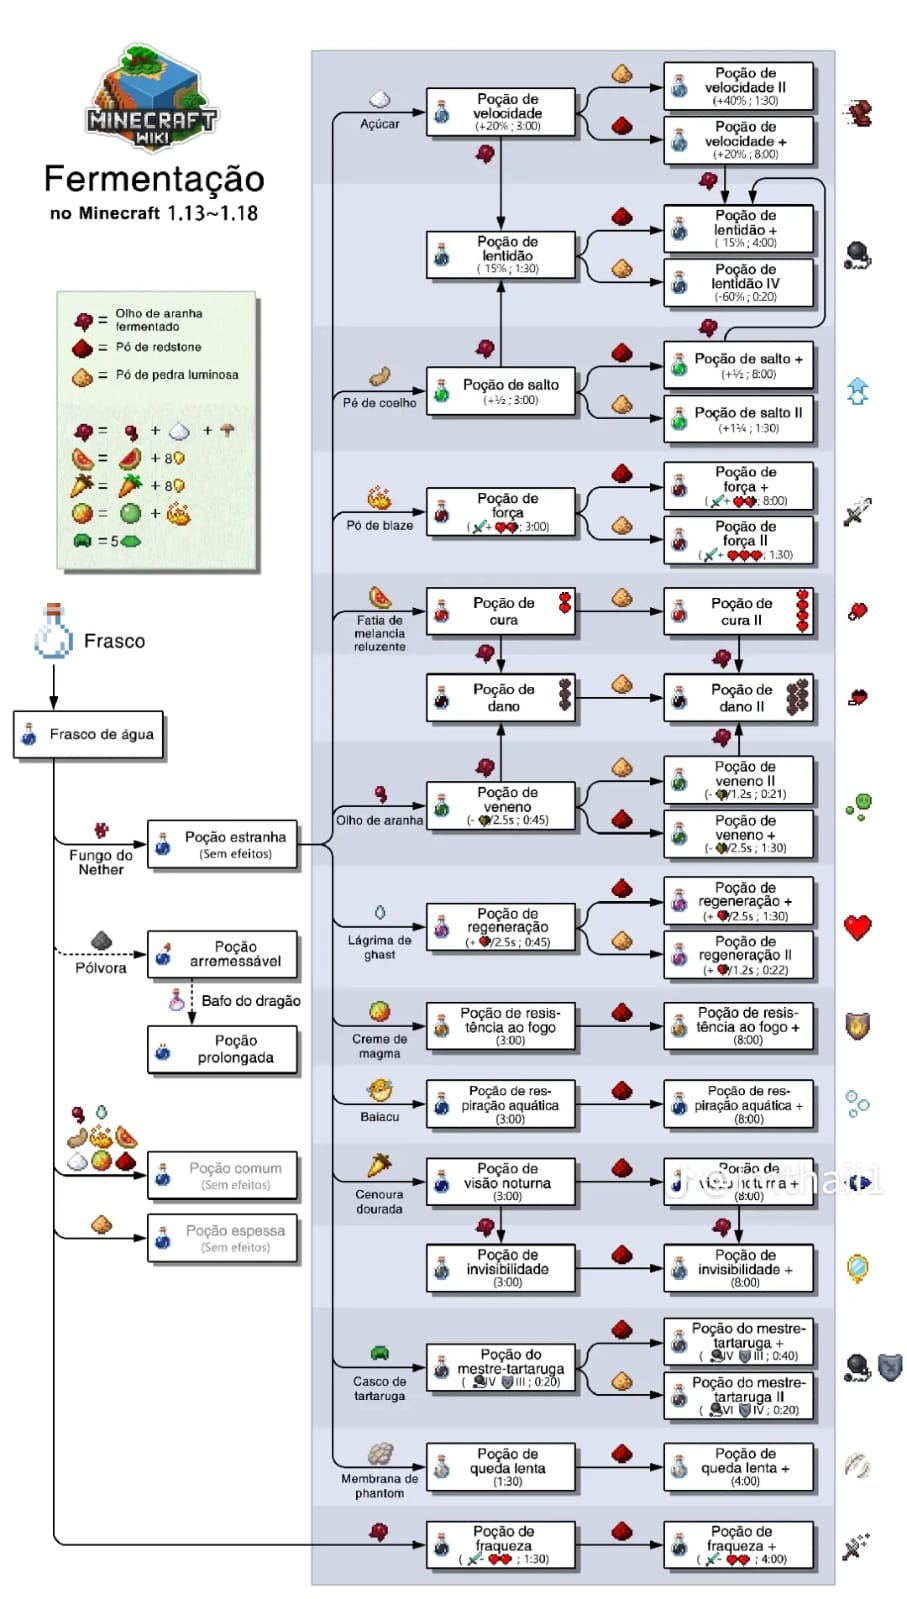 MINECRAFT
WIKI
Fermentação
no Minecraft 1.13~1.18
= Olho de aranha
fermentado
= Pó de redstone
= Pó de pedra luminosa
= + +
= + 8
= + 8
= +
= 5
Frasco
Frasco de água
Fungo do
Nether
Poção estranha
(Sem efeitos)
Pólvora
Poção
arremessável
Bafo do dragão
Poção
prolongada
Poção comum
(Sem efeitos)
Poção espessa
(Sem efeitos)
Açúcar
Poção de
velocidade
(+20% ; 3:00)
Poção de
velocidade II
(+40% ; 1:30)
Poção de
velocidade +
(+20% ; 8:00)
Poção de
lentidão
( 15% ; 1:30)
Poção de
lentidão +
( 15% ; 4:00)
Poção de
lentidão IV
(-60% ; 0:20)
Pé de coelho
Poção de salto
(+½ ; 3:00)
Poção de salto +
(+½ ; 8:00)
Poção de salto II
(+1¼ ; 1:30)
Pó de blaze
Poção de
força
( + ; 3:00)
Poção de
força +
( + ; 8:00)
Poção de
força II
( + ; 1:30)
Fatia de
melancia
reluzente
Poção de
cura
Poção de
cura II
Poção de
dano
Poção de
dano II
Olho de aranha
Poção de
veneno
(- /2.5s ; 0:45)
Poção de
veneno II
(- /1.2s ; 0:21)
Poção de
veneno +
(- /2.5s ; 1:30)
Lágrima de
ghast
Poção de
regeneração
(+ /2.5s ; 0:45)
Poção de
regeneração +
(+ /2.5s ; 1:30)
Poção de
regeneração II
(+ /1.2s ; 0:22)
Creme de
magma
Poção de resis-
tência ao fogo
(3:00)
Poção de resis-
tência ao fogo +
(8:00)
Baiacu
Poção de res-
piração aquática
(3:00)
Poção de res-
piração aquática +
(8:00)
Cenoura
dourada
Poção de
visão noturna
(3:00)
Poção de
visão noturna +
(8:00)
Poção de
invisibilidade
(3:00)
Poção de
invisibilidade +
(8:00)
Casco de
tartaruga
Poção do
mestre-tartaruga
( IV III ; 0:20)
Poção do mestre-
tartaruga +
( IV III ; 0:40)
Poção do mestre-
tartaruga II
( VI IV ; 0:20)
Membrana de
phantom
Poção de
queda lenta
(1:30)
Poção de
queda lenta +
(4:00)
Poção de
fraqueza
( - ; 1:30)
Poção de
fraqueza +
( - ; 4:00)